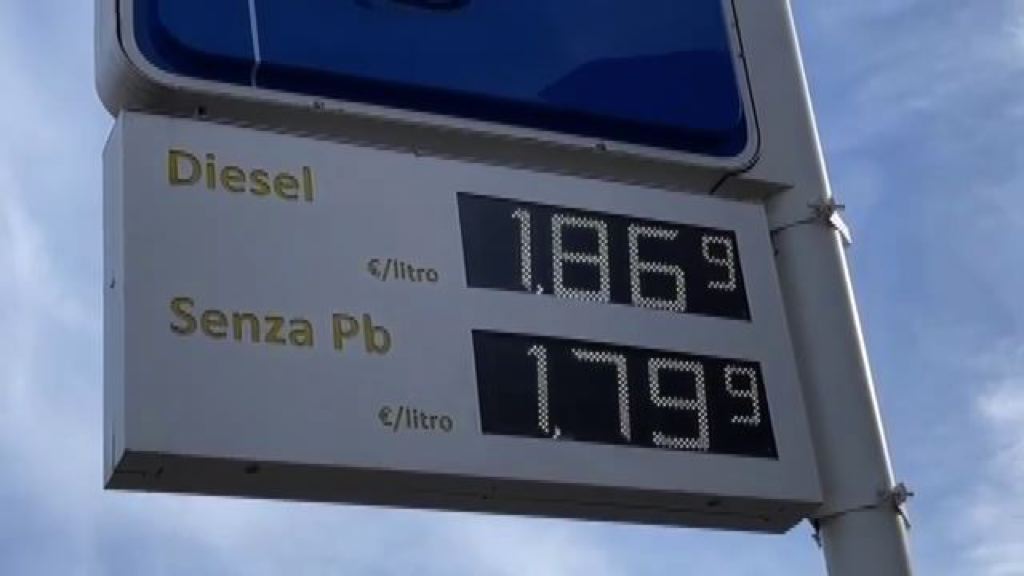 Diesel
1,869
€/litro
Senza Pb
1,799
€/litro